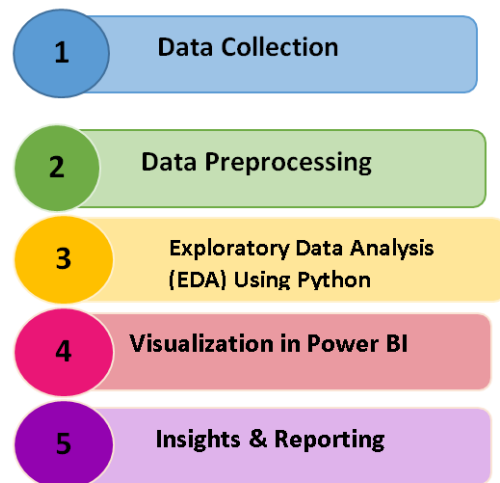 1
Data Collection
2
Data Preprocessing
3
Exploratory Data Analysis
(EDA) Using Python
4
Visualization in Power BI
5
Insights & Reporting